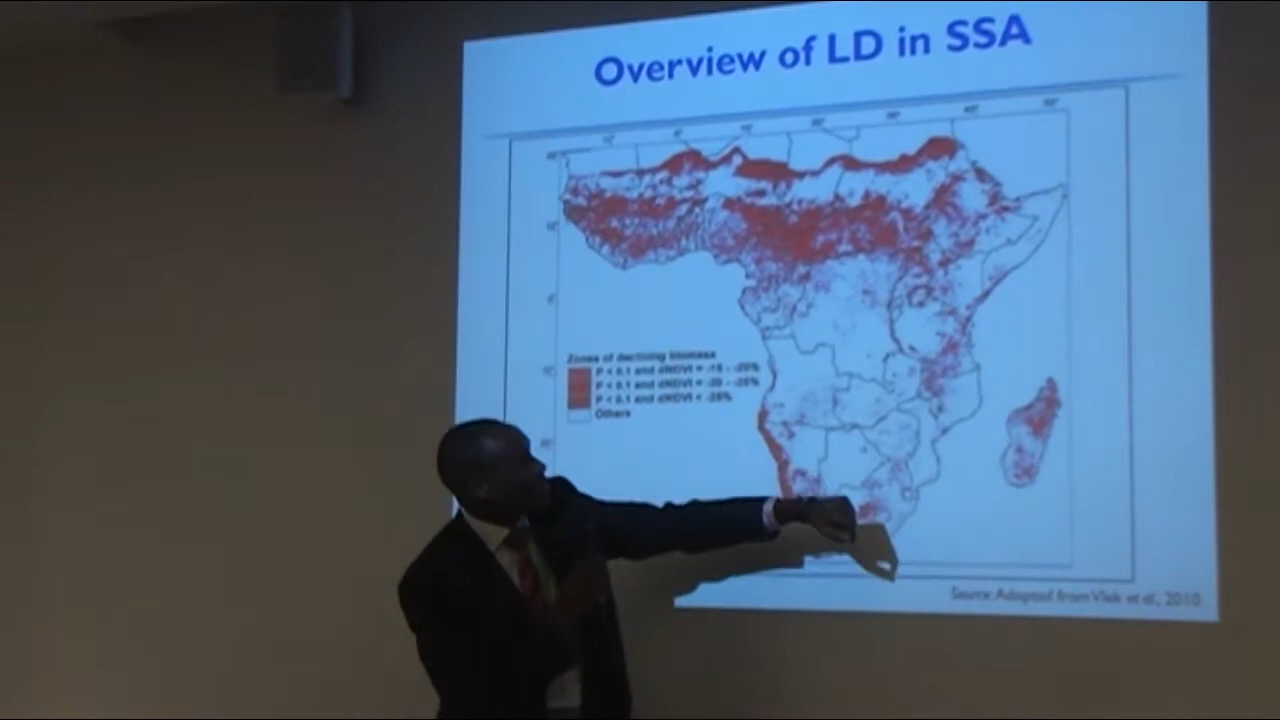 Overview of LD in SSA
Zones of declining biomass
P < 0.1 and dNDVI = -15 - -20%
P < 0.1 and dNDVI = -20 - -25%
P < 0.1 and dNDVI < -25%
Others
Source: Adapted from Vlek et al., 2010